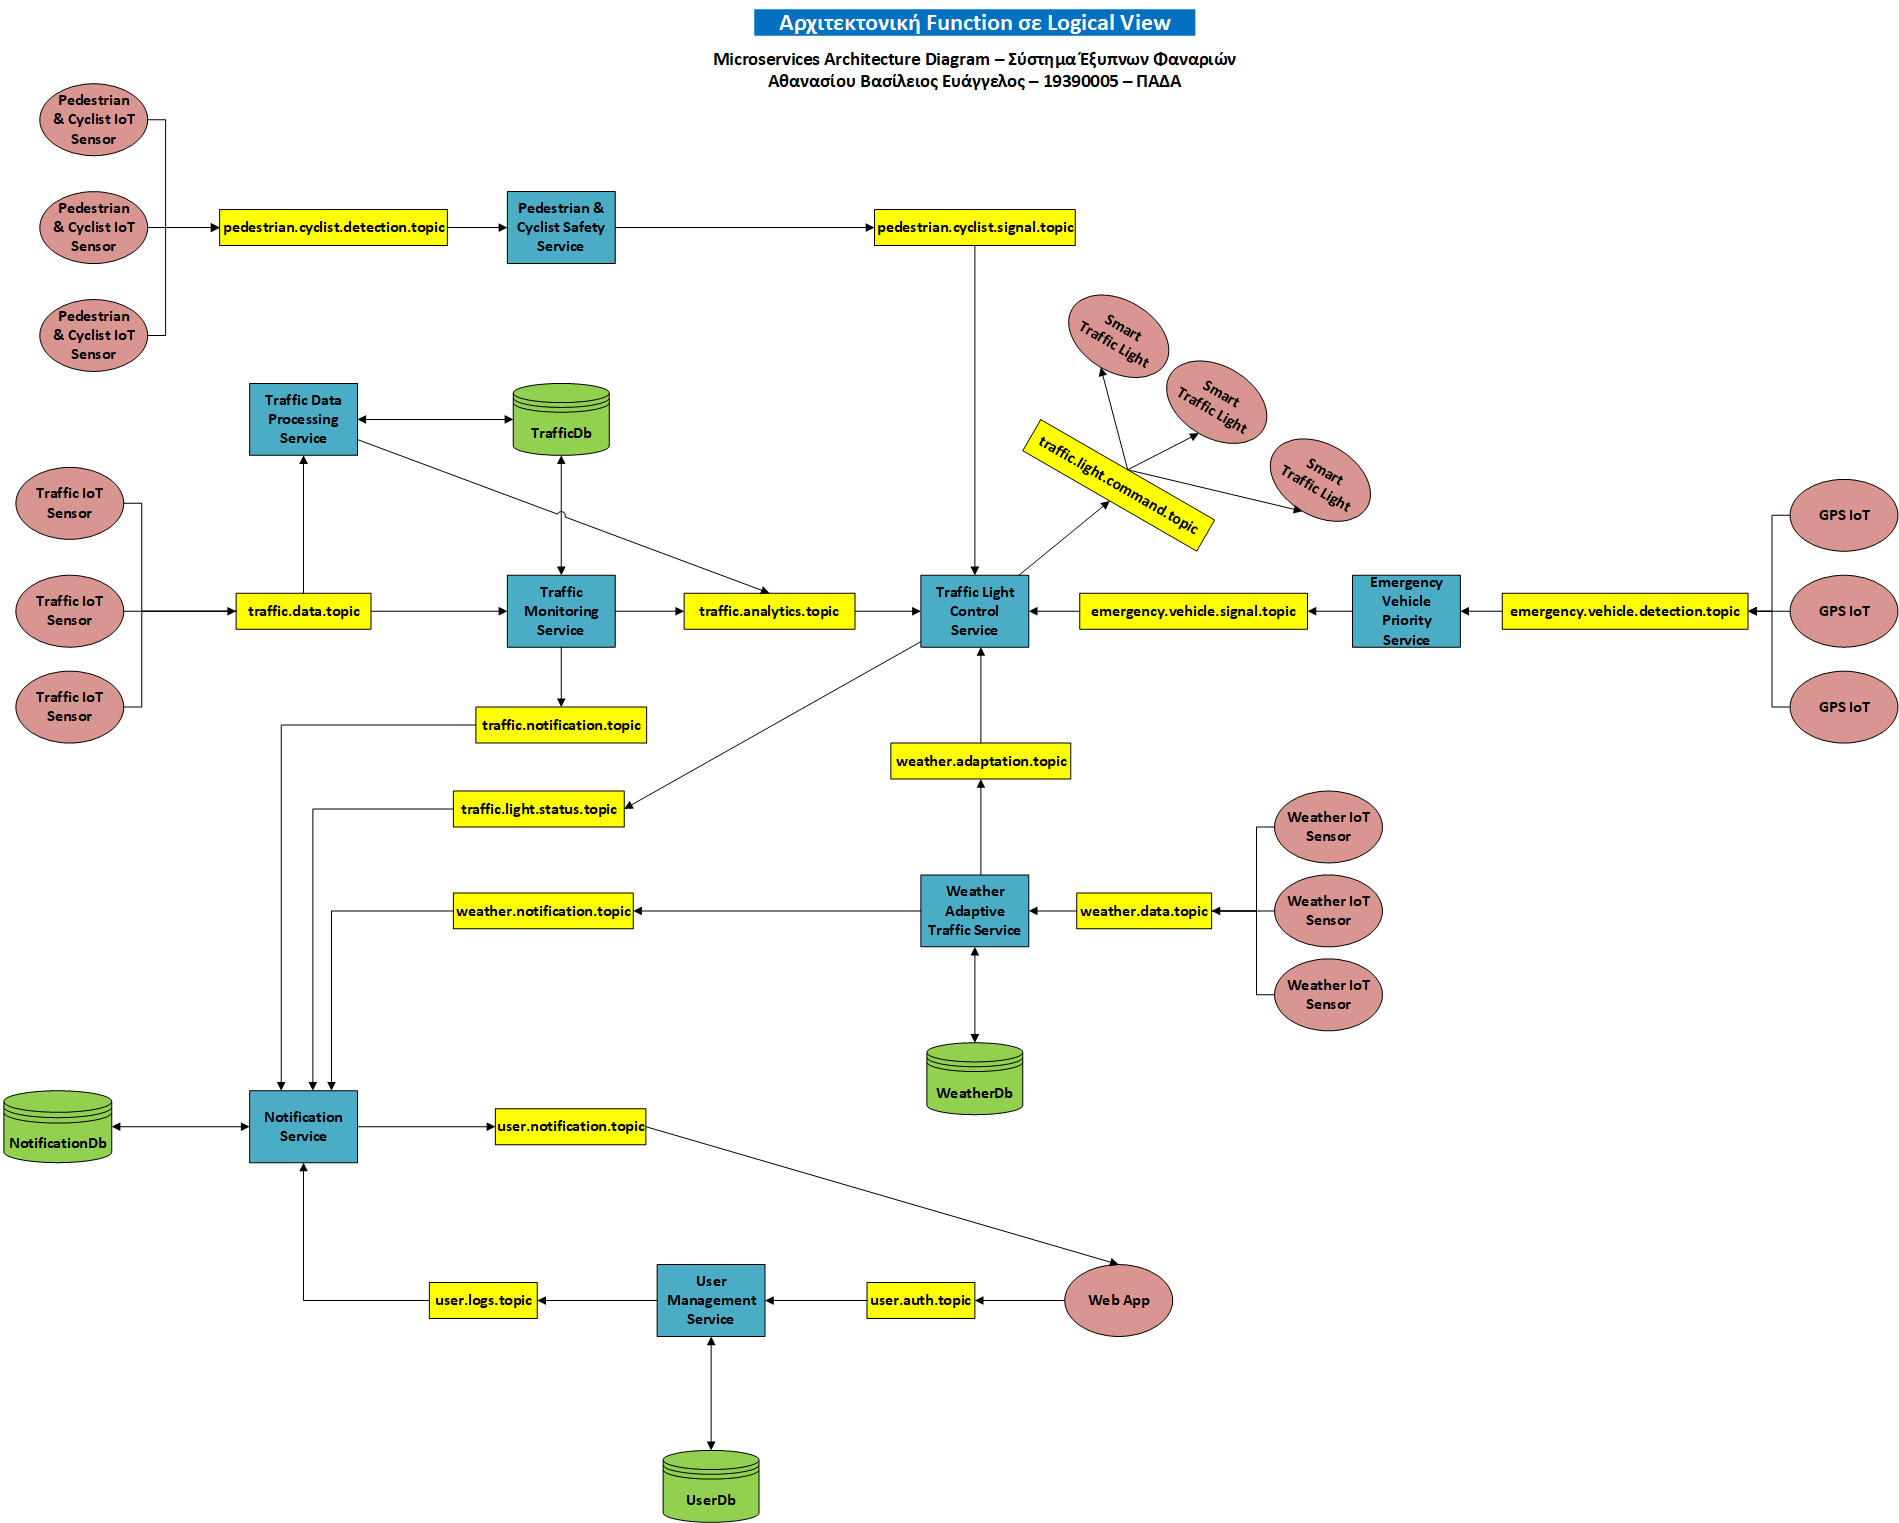 Αρχιτεκτονική Function σε Logical View
Microservices Architecture Diagram – Σύστημα Έξυπνων Φαναριών
Αθανασίου Βασίλειος Ευάγγελος – 19390005 – ΠΑΔΑ
Pedestrian
& Cyclist IoT
Sensor
Pedestrian
& Cyclist IoT
Sensor
Pedestrian
& Cyclist IoT
Sensor
pedestrian.cyclist.detection.topic
Pedestrian &
Cyclist Safety
Service
pedestrian.cyclist.signal.topic
Smart
Traffic Light
Smart
Traffic Light
Smart
Traffic Light
traffic.light.command.topic
Traffic Data
Processing
Service
TrafficDb
Traffic IoT
Sensor
Traffic IoT
Sensor
Traffic IoT
Sensor
traffic.data.topic
Traffic
Monitoring
Service
traffic.analytics.topic
Traffic Light
Control
Service
emergency.vehicle.signal.topic
Emergency
Vehicle
Priority
Service
emergency.vehicle.detection.topic
GPS IoT
GPS IoT
GPS IoT
traffic.notification.topic
weather.adaptation.topic
traffic.light.status.topic
weather.notification.topic
Weather
Adaptive
Traffic Service
weather.data.topic
Weather IoT
Sensor
Weather IoT
Sensor
Weather IoT
Sensor
WeatherDb
NotificationDb
Notification
Service
user.notification.topic
user.logs.topic
User
Management
Service
user.auth.topic
Web App
UserDb